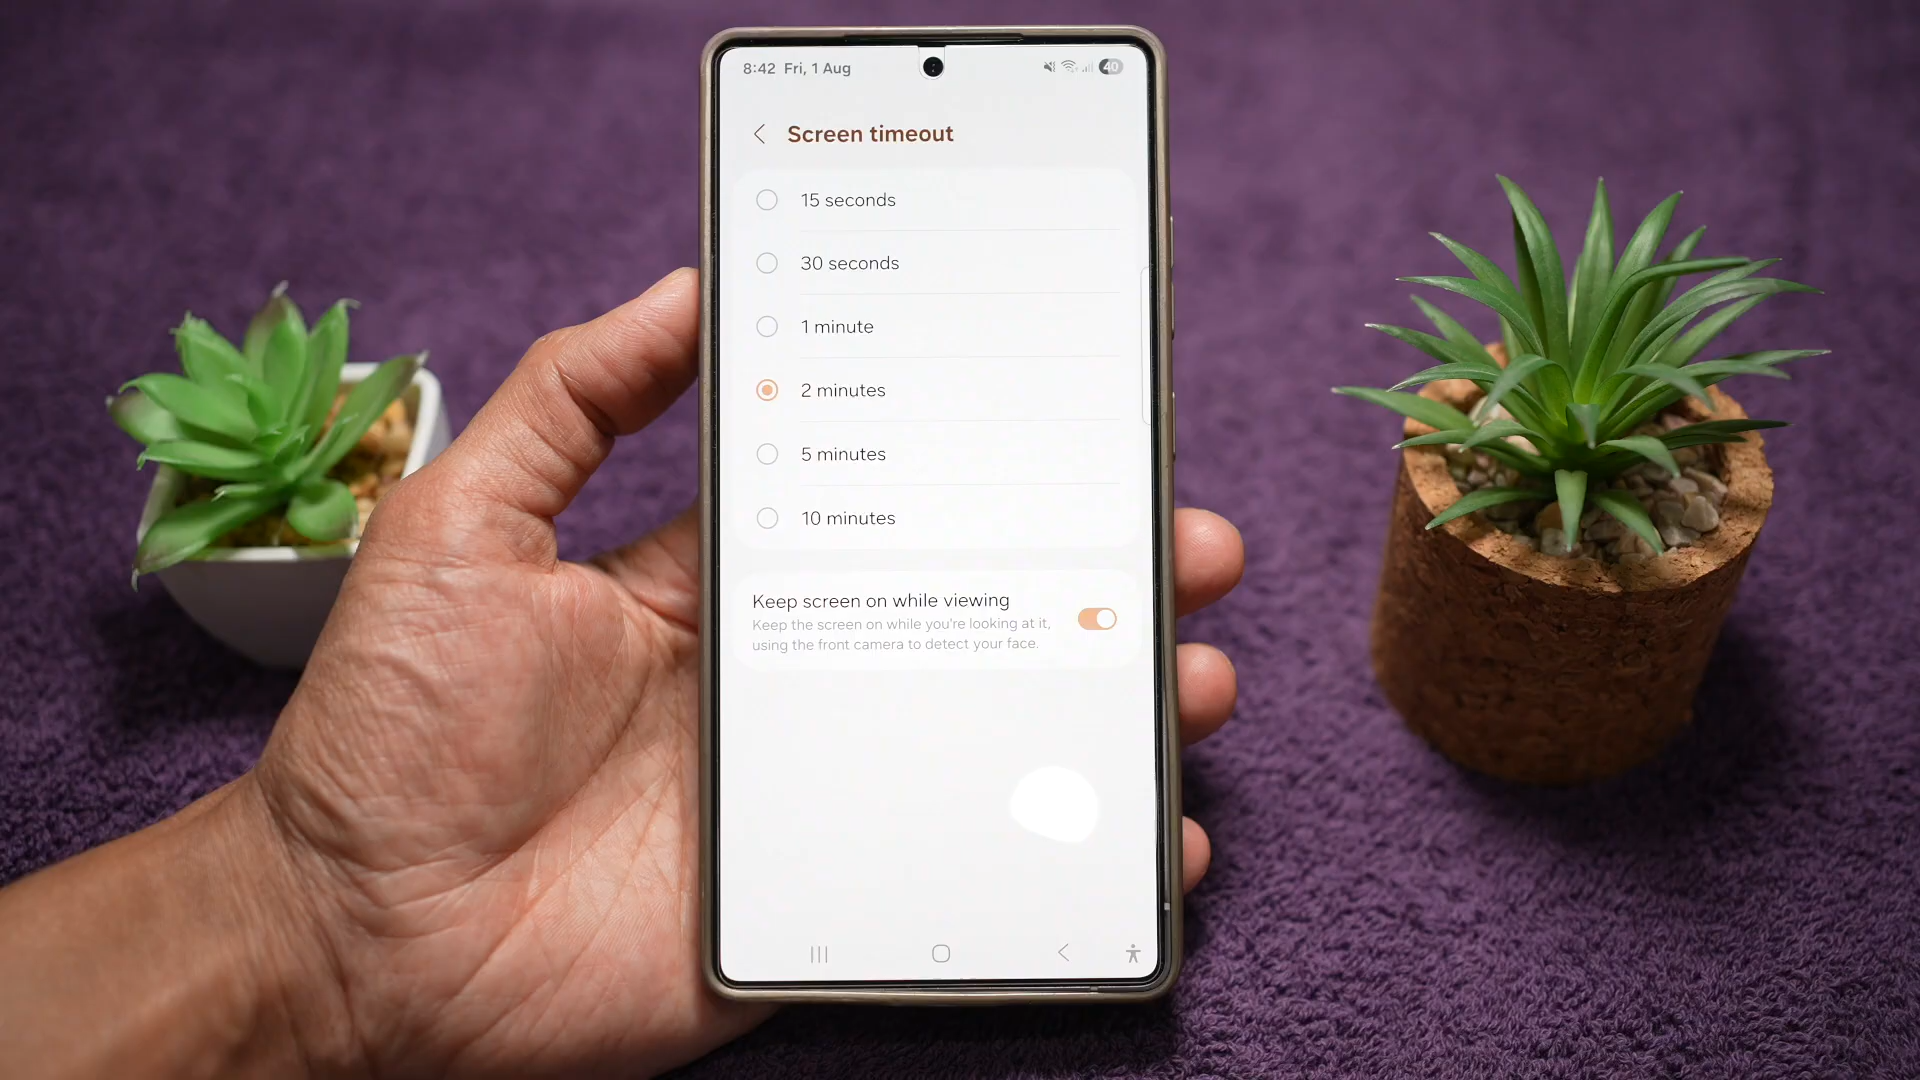 8:42 Fri, 1 Aug 40
Screen timeout
15 seconds
30 seconds
1 minute
2 minutes
5 minutes
10 minutes
Keep screen on while viewing
Keep the screen on while you're looking at it,
using the front camera to detect your face.